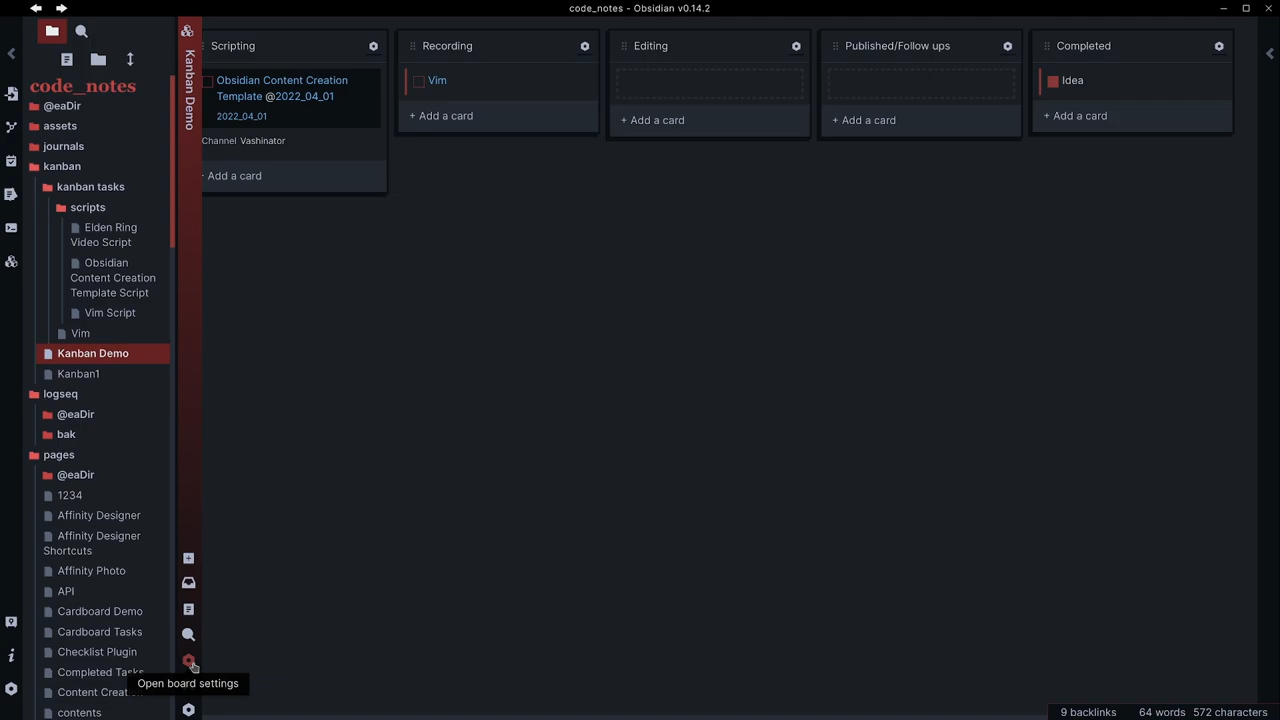 code_notes - Obsidian v0.14.2
code_notes
@eaDir
assets
journals
kanban
kanban tasks
scripts
Elden Ring
Video Script
Obsidian
Content Creation
Template Script
Vim Script
Vim
Kanban Demo
Kanban1
logseq
@eaDir
bak
pages
@eaDir
1234
Affinity Designer
Affinity Designer
Shortcuts
Affinity Photo
API
Cardboard Demo
Cardboard Tasks
Checklist Plugin
Completed Tasks
Content Creation
contents
Kanban Demo
Open board settings
Scripting
Obsidian Content Creation
Template @2022_04_01
2022_04_01
Channel Vashinator
Add a card
Recording
Vim
+ Add a card
Editing
+ Add a card
Published/Follow ups
+ Add a card
Completed
Idea
+ Add a card
9 backlinks 64 words 572 characters